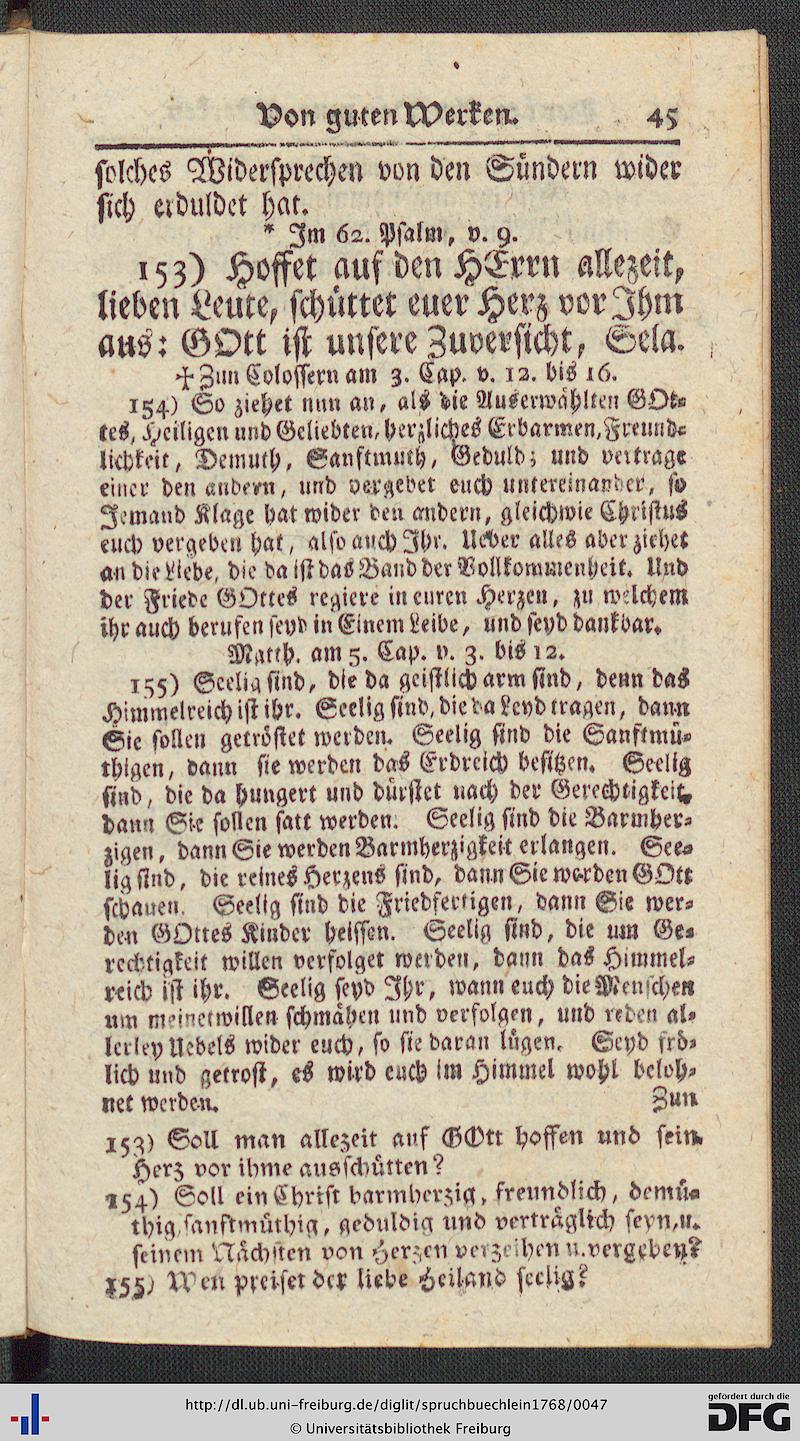 Von guten Werken. 45
solches Widersprechen von den Sündern wider
sich erduldet hat.
* Im 62. Psalm, v. 9.
153) Hoffet auf den HErrn allezeit,
lieben Leute, schüttet euer Herz vor Ihm
aus: GOtt ist unsere Zuversicht, Sela.
☩ Zun Colossern am 3. Cap. v. 12. bis 16.
154) So ziehet nun an, als die Auserwählten GOt-
tes, Heiligen und Geliebten, herzliches Erbarmen, Freund-
lichkeit, Demuth, Sanftmuth, Geduld; und vertrage
einer den andern, und vergebet euch untereinander, so
Jemand Klage hat wider den andern, gleichwie Christus
euch vergeben hat, also auch Ihr. Ueber alles aber ziehet
an die Liebe, die da ist das Band der Vollkommenheit. Und
der Friede GOttes regiere in euren Herzen, zu welchem
ihr auch berufen seyd in Einem Leibe, und seyd dankbar.
Matth. am 5. Cap. v. 3. bis 12.
155) Seelig sind, die da geistlich arm sind, denn das
Himmelreich ist ihr. Seelig sind, die da Leyd tragen, dann
Sie sollen getröstet werden. Seelig sind die Sanftmü-
thigen, dann sie werden das Erdreich besitzen. Seelig
sind, die da hungert und dürstet nach der Gerechtigkeit,
dann Sie sollen satt werden. Seelig sind die Barmher-
zigen, dann Sie werden Barmherzigkeit erlangen. See-
lig sind, die reines Herzens sind, dann Sie werden GOtt
schauen. Seelig sind die Friedfertigen, dann Sie wer-
den GOttes Kinder heissen. Seelig sind, die um Ge-
rechtigkeit willen verfolget werden, dann das Himmel-
reich ist ihr. Seelig seyd Ihr, wann euch die Menschen
um meinetwillen schmähen und verfolgen, und reden al-
lerley Uebels wider euch, so sie daran lügen. Seyd frö-
lich und getrost, es wird euch im Himmel wohl beloh-
net werden. Zun
153) Soll man allezeit auf GOtt hoffen und sein
Herz vor ihme ausschütten?
154) Soll ein Christ barmherzig, freundlich, demü-
thig, sanftmüthig, geduldig und verträglich seyn, u.
seinem Nächsten von Herzen verzeihen u. vergeben?
155) Wen preiset der liebe Heiland seelig?
http://dl.ub.uni-freiburg.de/diglit/spruchbuechlein1768/0047
© Universitätsbibliothek Freiburg
gefördert durch die
DFG